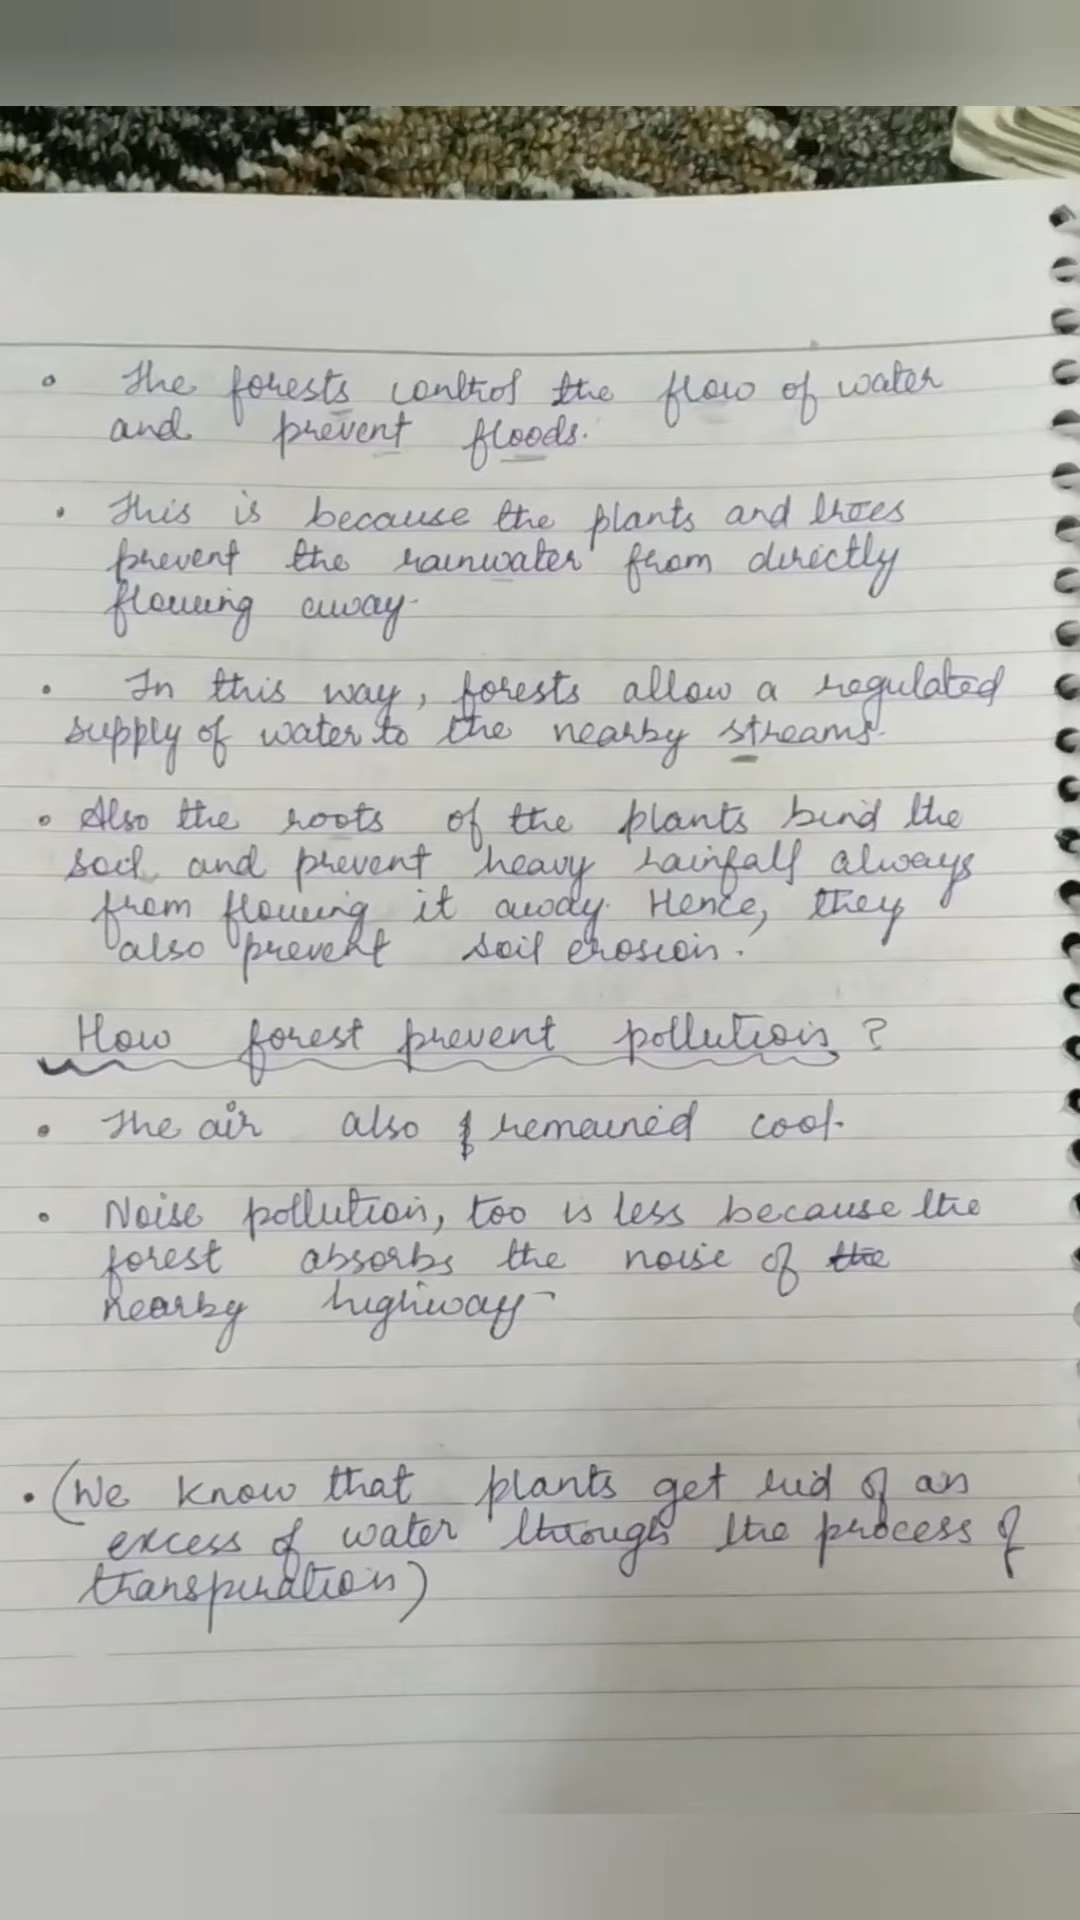 The forests control the flow of water
and prevent floods.
This is because the plants and trees
prevent the rainwater from directly
flowing away.
In this way, forests allow a regulated
supply of water to the nearby streams.
Also the roots of the plants bind the
soil and prevent heavy rainfall always
from flowing it away. Hence, they
also prevent soil erosion.
How forest prevent pollution?
The air also remained cool.
Noise pollution, too is less because the
forest absorbs the noise of the
nearby highway
(We know that plants get rid of an
excess of water through the process of
transpiration)